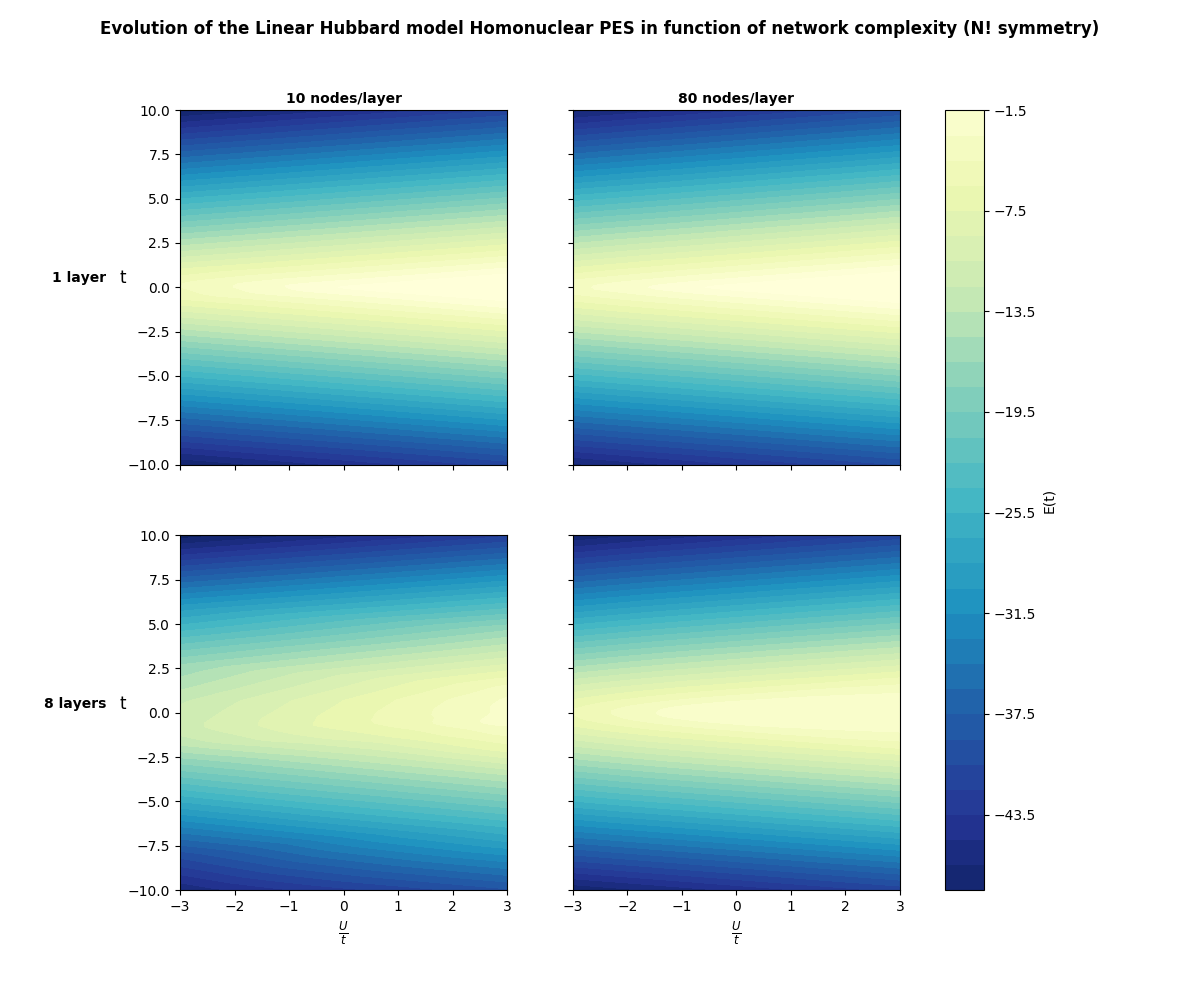 Evolution of the Linear Hubbard model Homonuclear PES in function of network complexity (N! symmetry)
10 nodes/layer
80 nodes/layer
10.0
7.5
5.0
2.5
0.0
−2.5
−5.0
−7.5
−10.0
1 layer t
10.0
7.5
5.0
2.5
0.0
−2.5
−5.0
−7.5
−10.0
8 layers t
−3 −2 −1 0 1 2 3
U/t
−3 −2 −1 0 1 2 3
U/t
−1.5
−7.5
−13.5
−19.5
−25.5
−31.5
−37.5
−43.5
E(t)